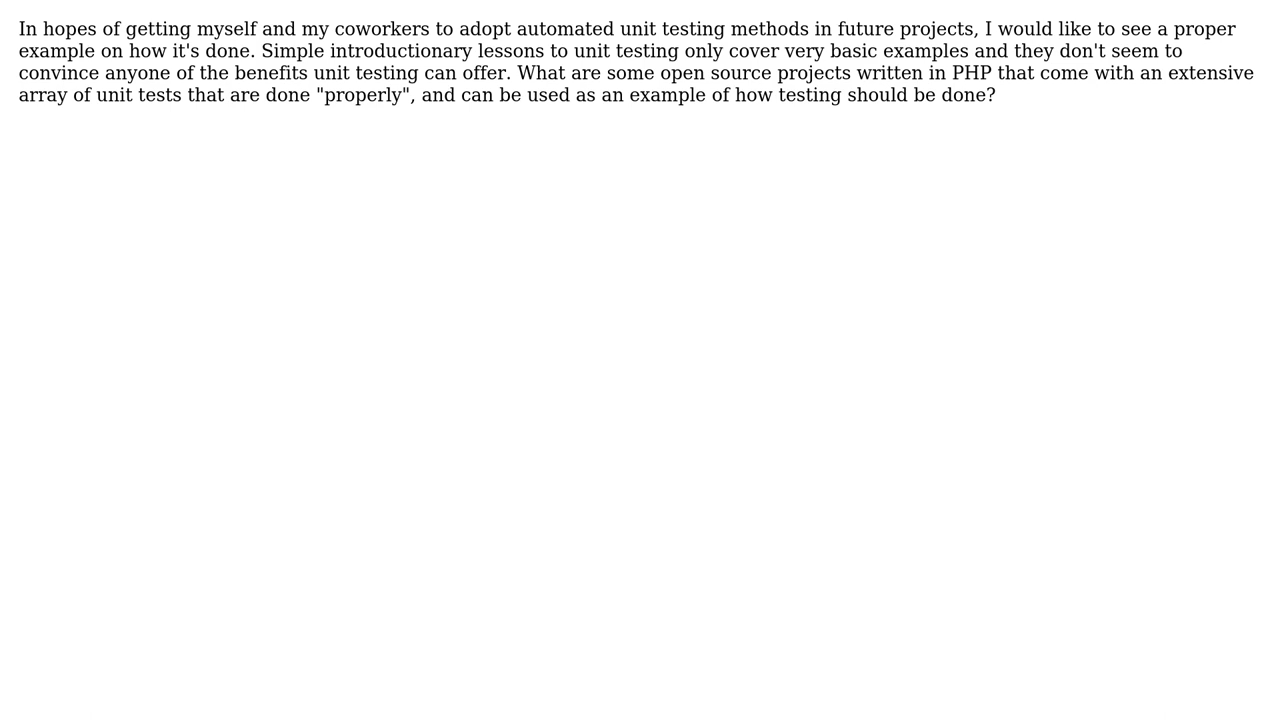 In hopes of getting myself and my coworkers to adopt automated unit testing methods in future projects, I would like to see a proper
example on how it's done. Simple introductionary lessons to unit testing only cover very basic examples and they don't seem to
convince anyone of the benefits unit testing can offer. What are some open source projects written in PHP that come with an extensive
array of unit tests that are done "properly", and can be used as an example of how testing should be done?